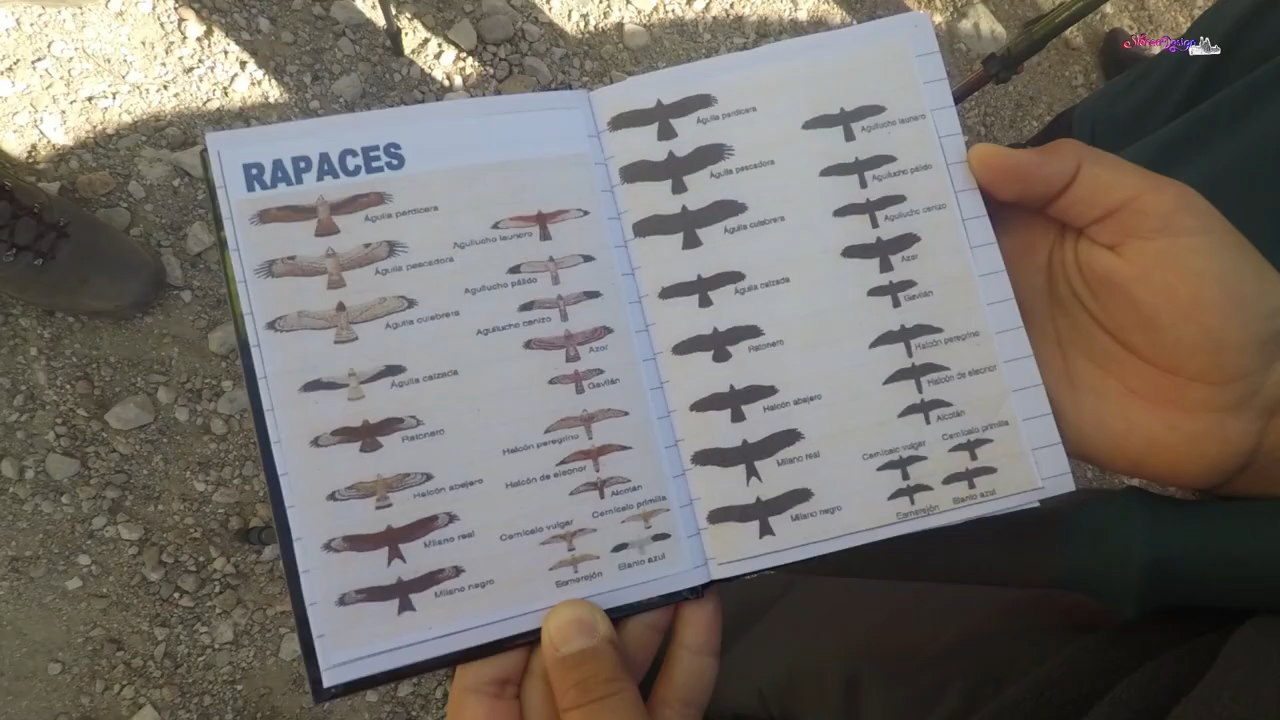 RAPACES
Águila perdicera
Águila pescadora
Águila culebrera
Águila calzada
Ratonero
Halcón abejero
Milano real
Milano negro
Aguilucho launero
Aguilucho pálido
Aguilucho cenizo
Azor
Gavilán
Halcón peregrino
Halcón de eleonor
Alcotán
Cernícalo primilla
Cernícalo vulgar
Esmerejón
Elanio azul
Águila perdicera
Águila pescadora
Águila culebrera
Águila calzada
Ratonero
Halcón abejero
Milano real
Milano negro
Aguilucho launero
Aguilucho pálido
Aguilucho cenizo
Azor
Gavilán
Halcón peregrino
Halcón de eleonor
Alcotán
Cernícalo primilla
Cernícalo vulgar
Esmerejón
Elanio azul